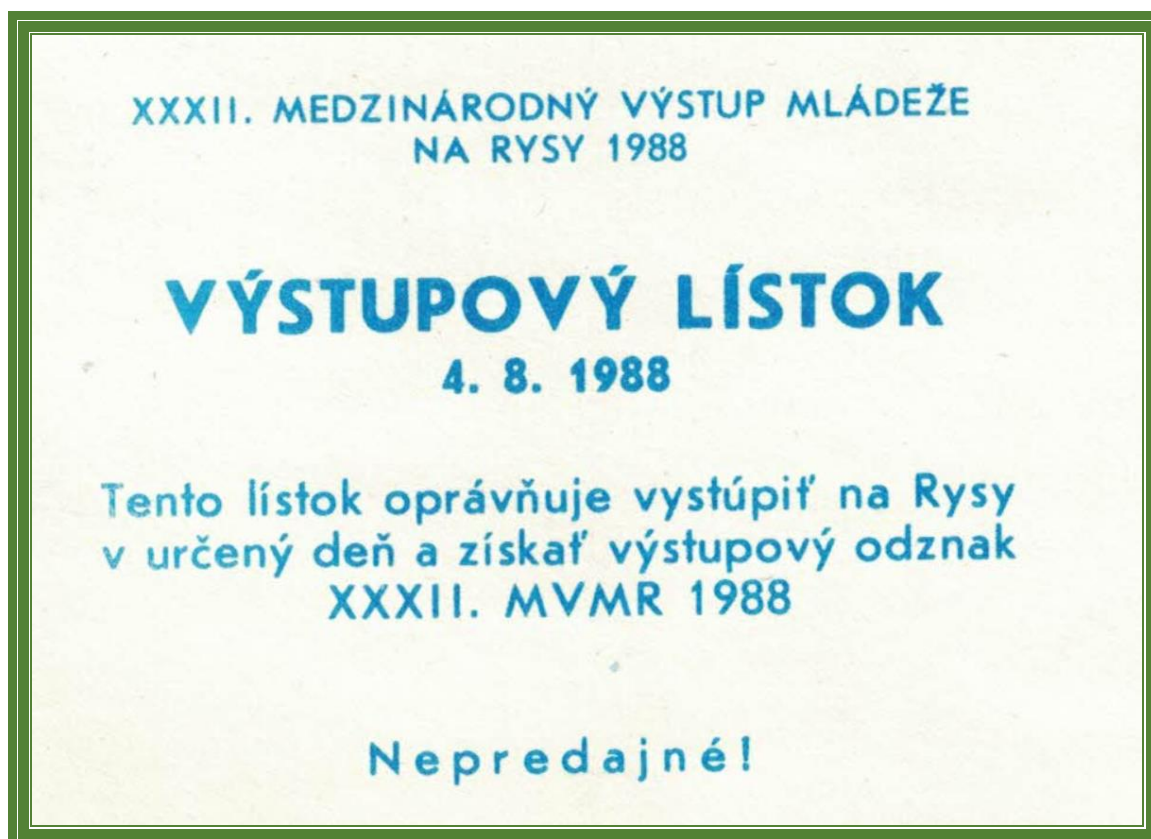 XXXII. MEDZINÁRODNÝ VÝSTUP MLÁDEŽE
NA RYSY 1988
VÝSTUPOVÝ LÍSTOK
4. 8. 1988
Tento lístok oprávňuje vystúpiť na Rysy
v určený deň a získať výstupový odznak
XXXII. MVMR 1988
Nepredajné!